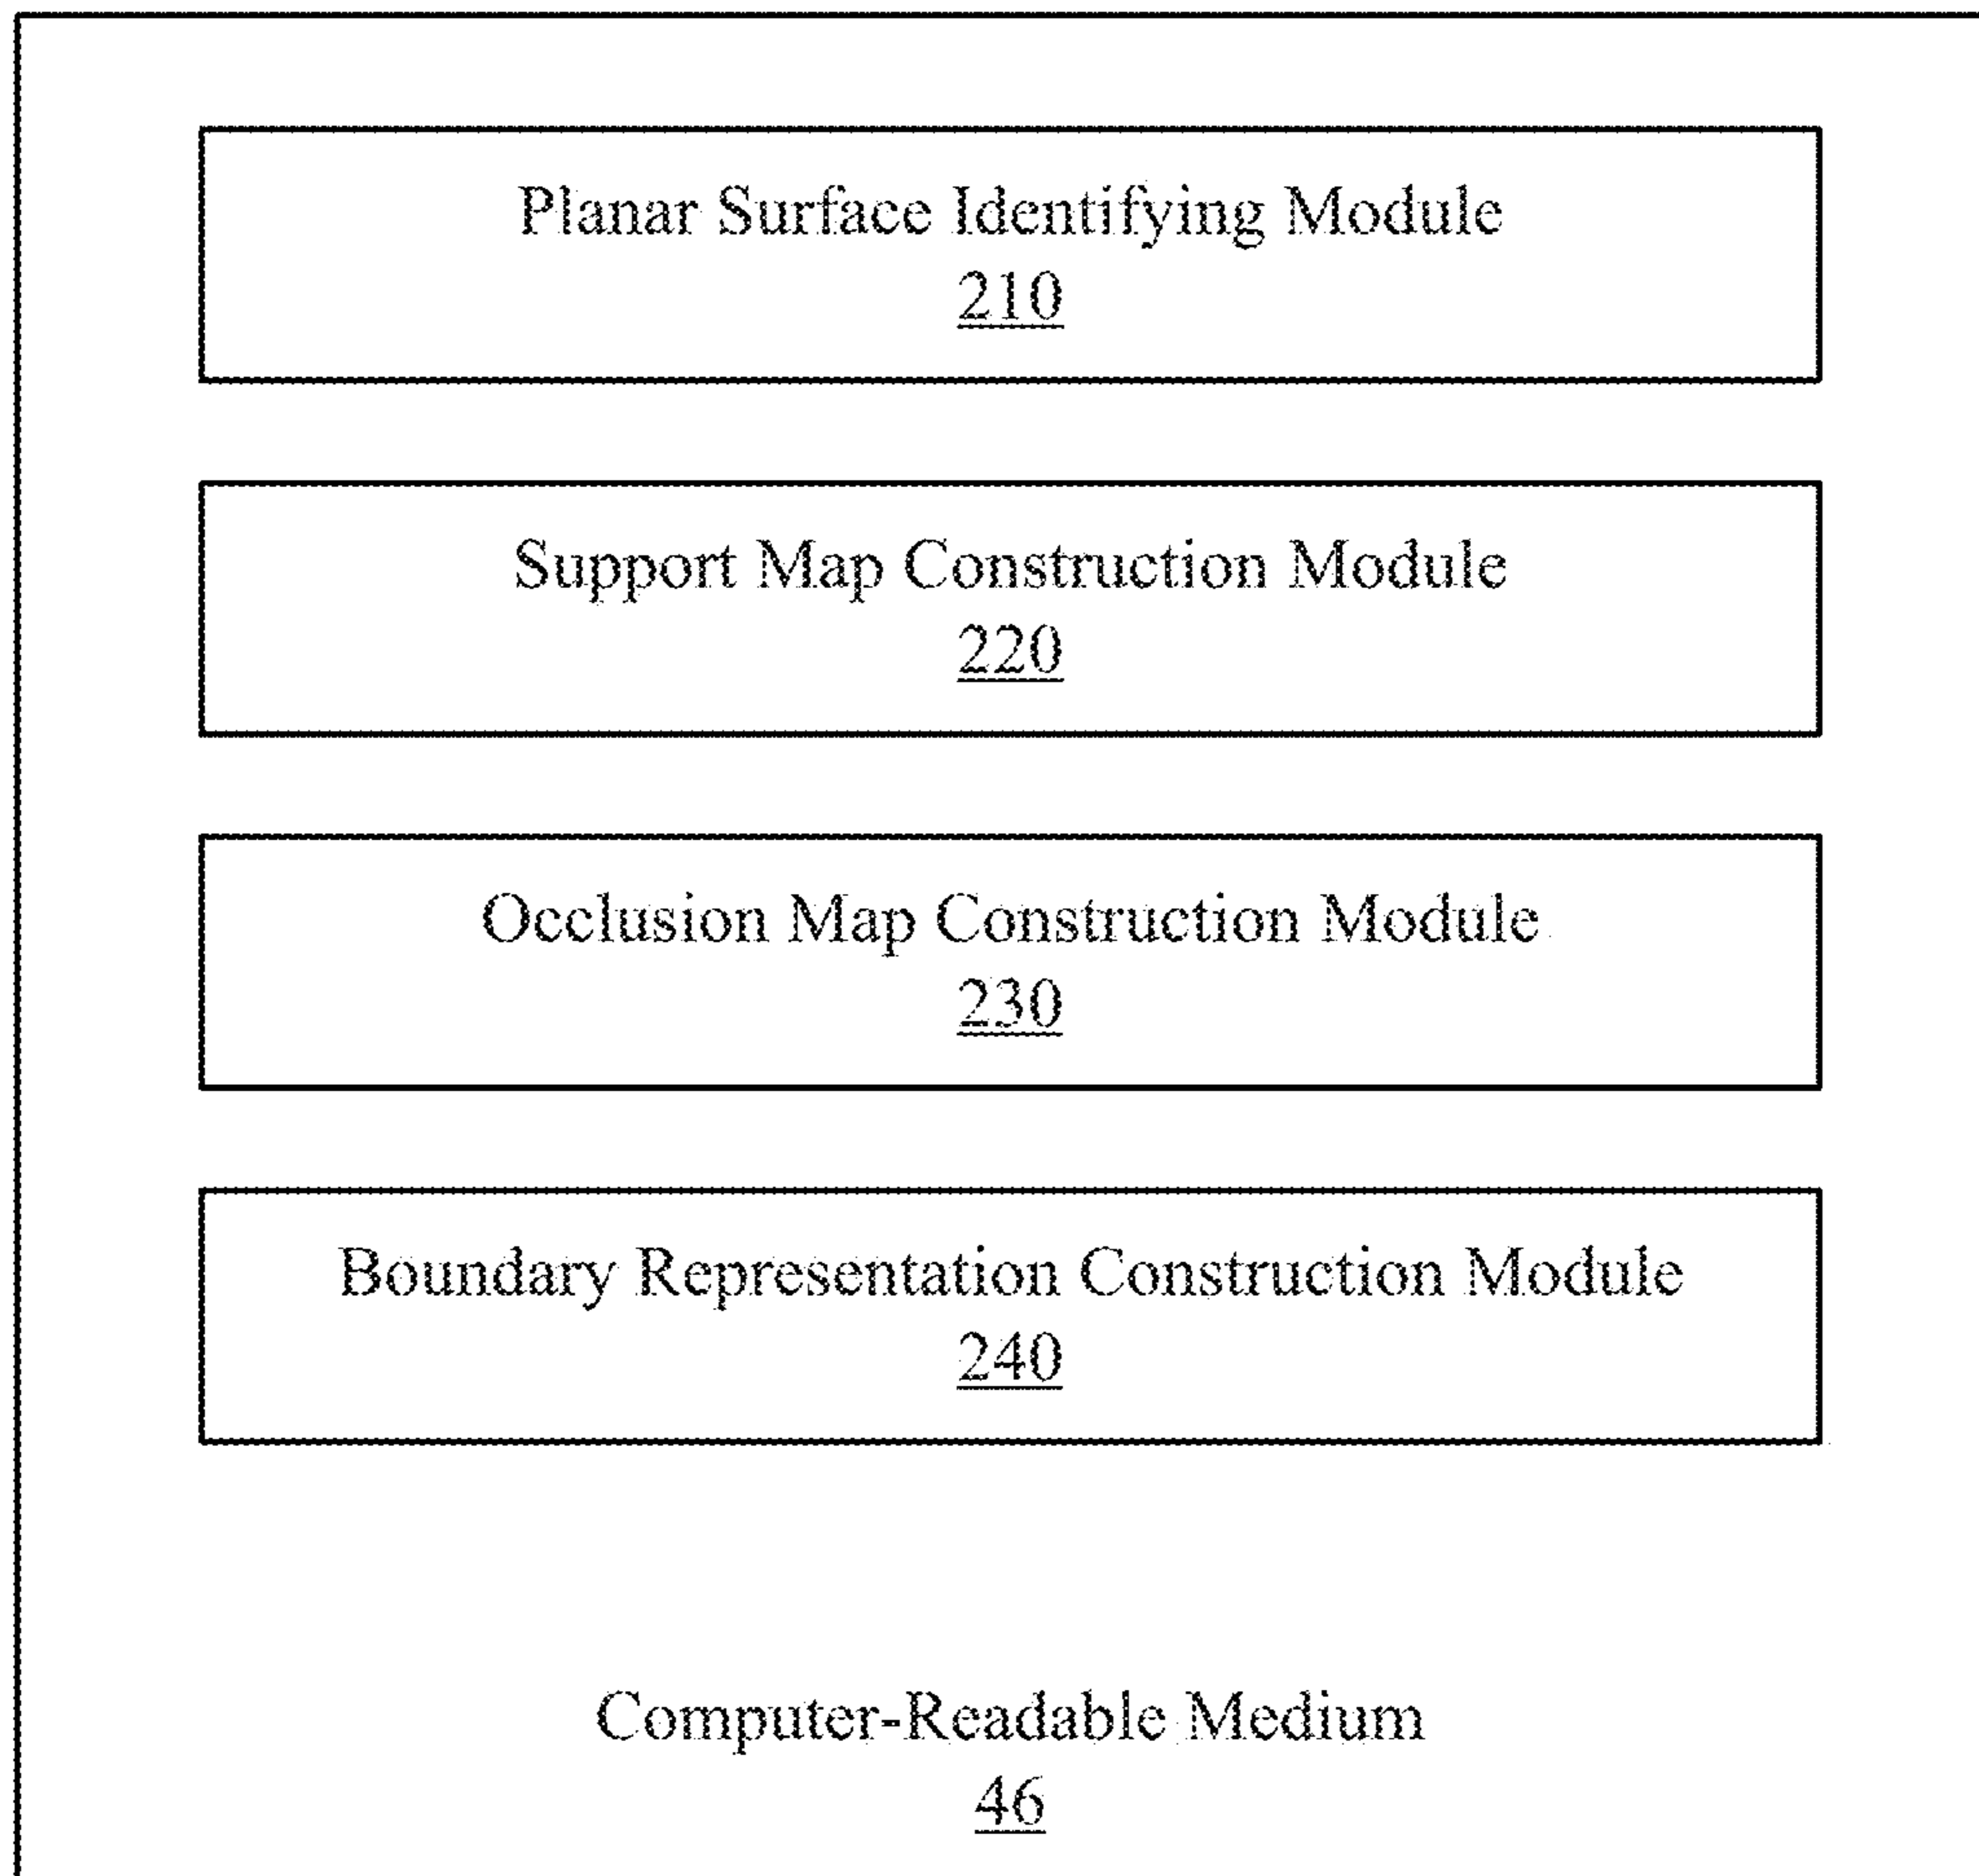 Planar Surface Identifying Module
210
Support Map Construction Module
220
Occlusion Map Construction Module
230
Boundary Representation Construction Module
240
Computer-Readable Medium
46